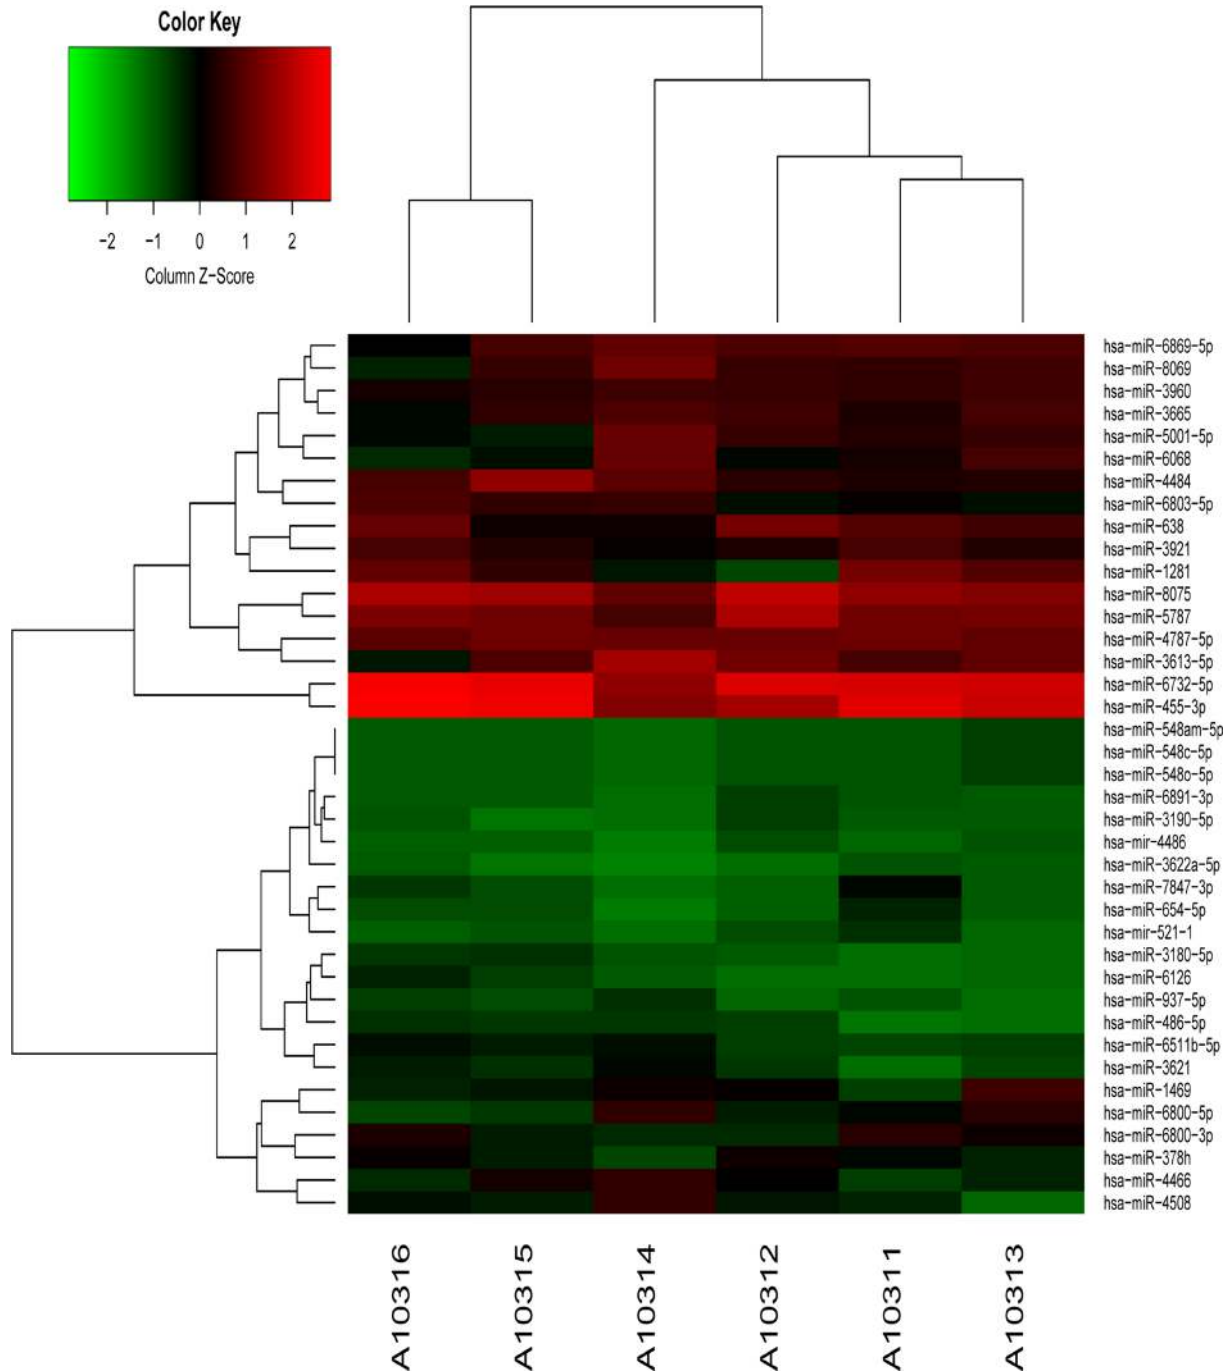 Color Key
−2 −1 0 1 2
Column Z−Score
hsa−miR−6869−5p
hsa−miR−8069
hsa−miR−3960
hsa−miR−3665
hsa−miR−5001−5p
hsa−miR−6068
hsa−miR−4484
hsa−miR−6803−5p
hsa−miR−638
hsa−miR−3921
hsa−miR−1281
hsa−miR−8075
hsa−miR−5787
hsa−miR−4787−5p
hsa−miR−3613−5p
hsa−miR−6732−5p
hsa−miR−455−3p
hsa−miR−548am−5p
hsa−miR−548c−5p
hsa−miR−548o−5p
hsa−miR−6891−3p
hsa−miR−3190−5p
hsa−mir−4486
hsa−miR−3622a−5p
hsa−miR−7847−3p
hsa−miR−654−5p
hsa−mir−521−1
hsa−miR−3180−5p
hsa−miR−6126
hsa−miR−937−5p
hsa−miR−486−5p
hsa−miR−6511b−5p
hsa−miR−3621
hsa−miR−1469
hsa−miR−6800−5p
hsa−miR−6800−3p
hsa−miR−378h
hsa−miR−4466
hsa−miR−4508
A10316
A10315
A10314
A10312
A10311
A10313